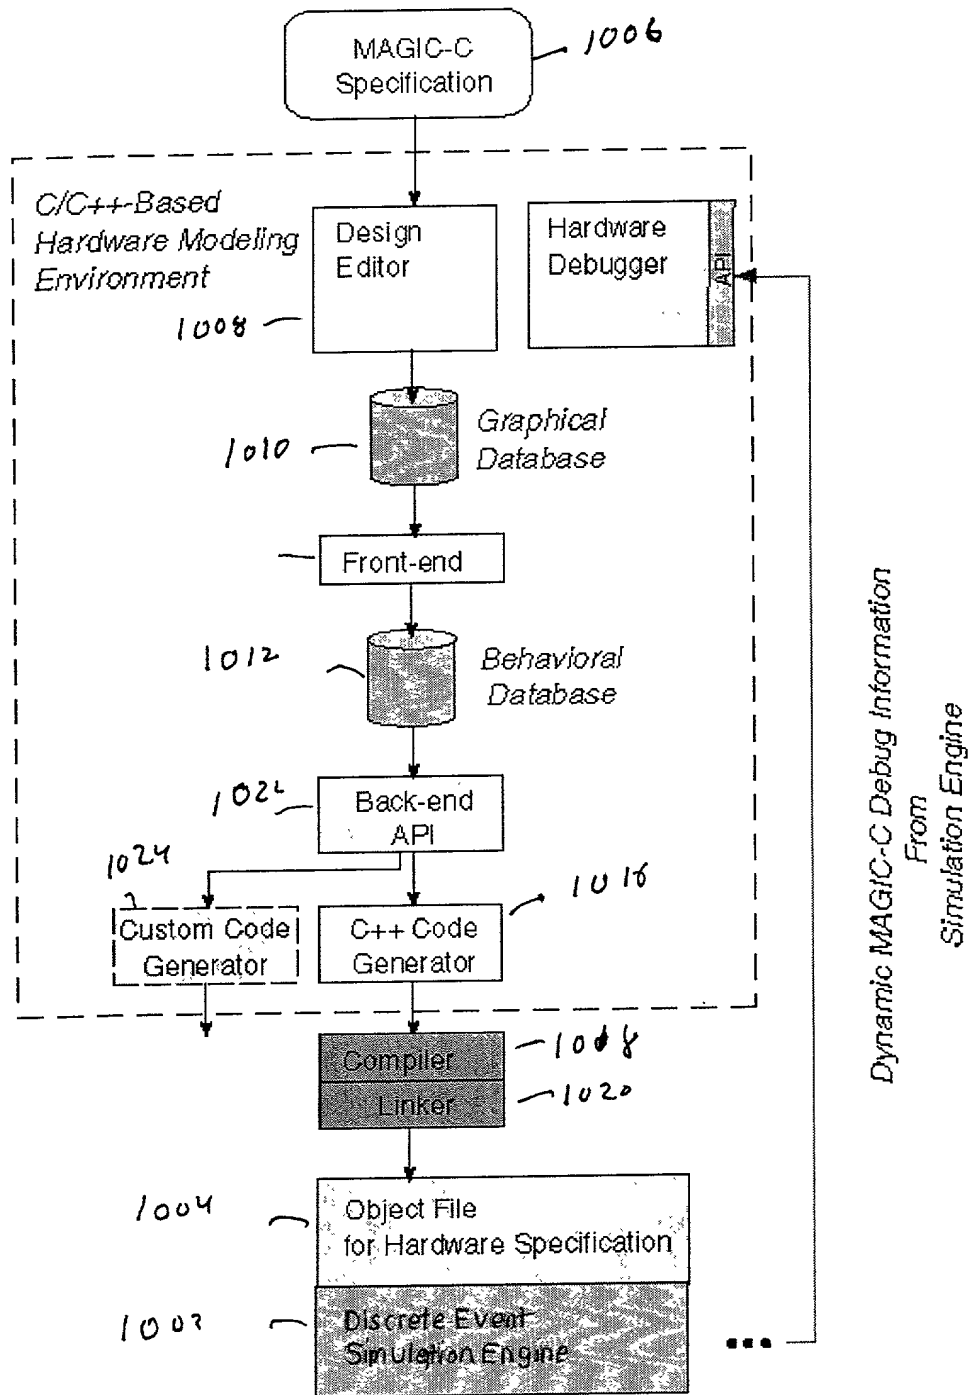 MAGIC-C
Specification
1006
C/C++-Based
Hardware Modeling
Environment
Design
Editor
1008
Hardware
Debugger
API
Graphical
Database
1010
Front-end
1012
Behavioral
Database
1022
Back-end
API
1024
Custom Code
Generator
C++ Code
Generator
1016
Compiler
Linker
1020
1004
Object File
for Hardware Specification
1002
Discrete Event
Simulation Engine
Dynamic MAGIC-C Debug Information
From
Simulation Engine